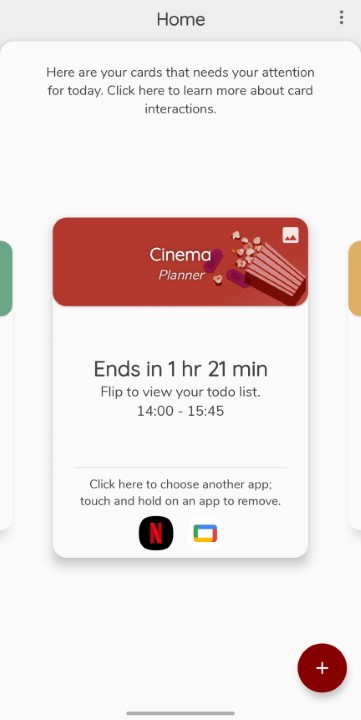 Home
Here are your cards that needs your attention
for today. Click here to learn more about card
interactions.
Cinema
Planner
Ends in 1 hr 21 min
Flip to view your todo list.
14:00 - 15:45
Click here to choose another app;
touch and hold on an app to remove.
N
+